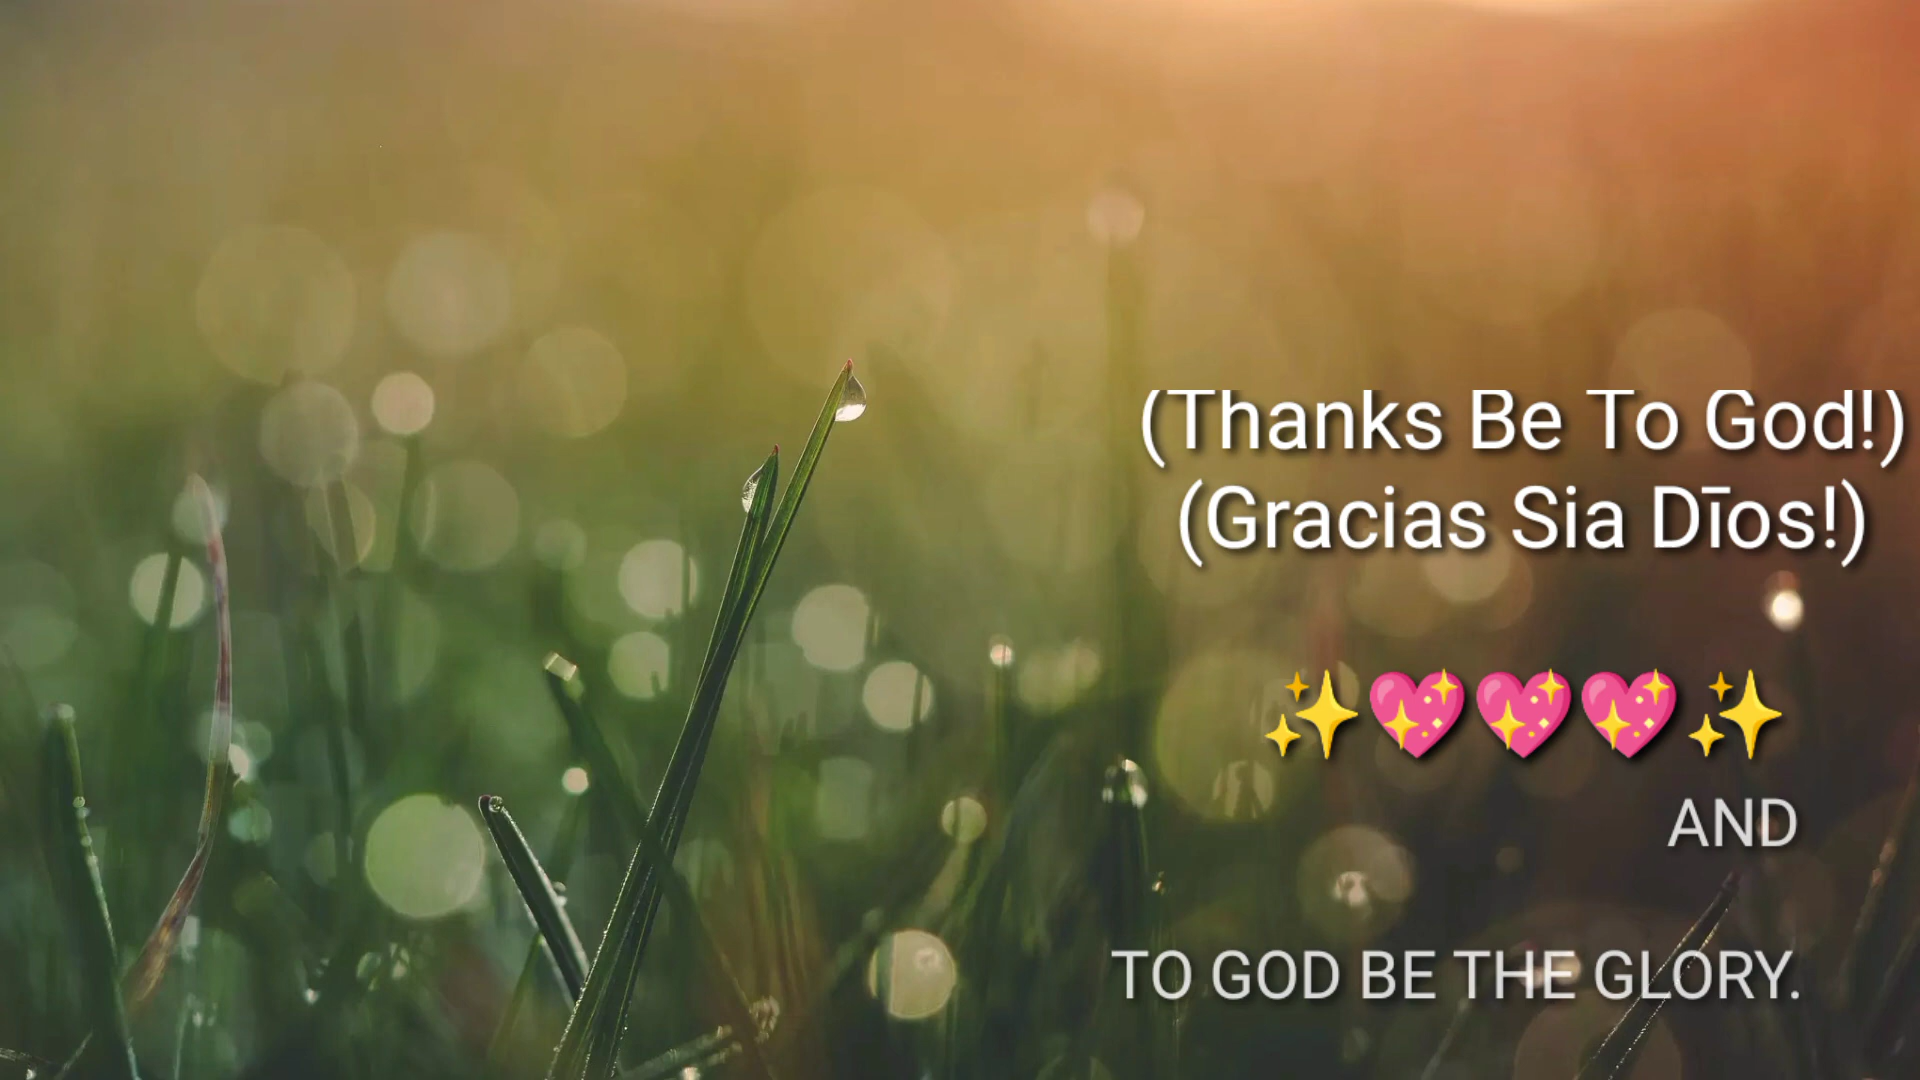 (Thanks Be To God!)
(Gracias Sia Dīos!)
✨💖💖💖✨
AND
TO GOD BE THE GLORY.